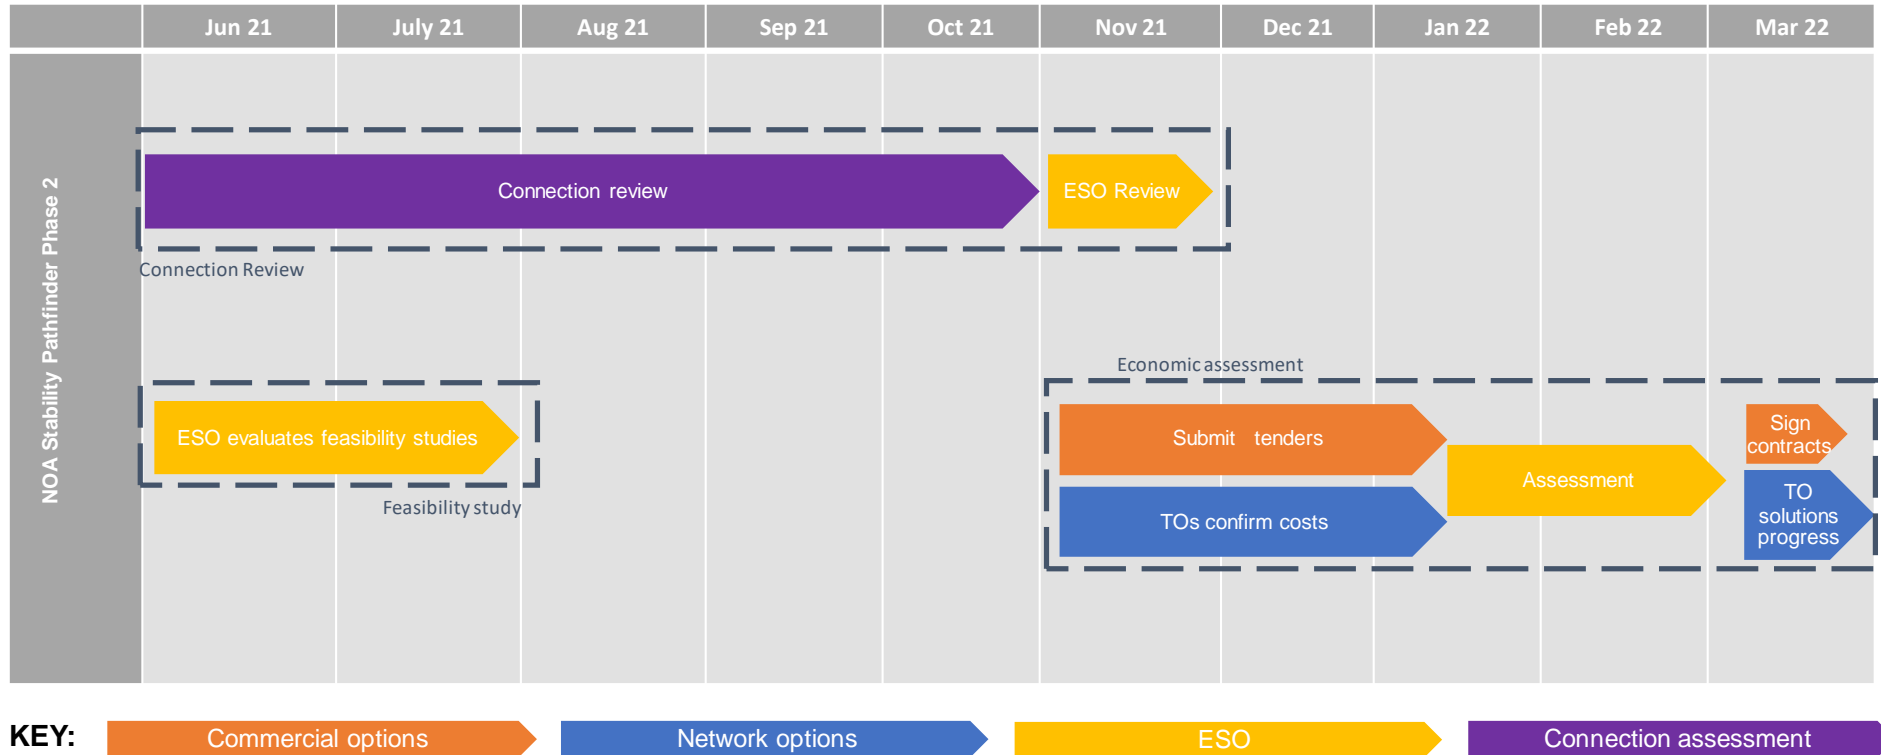 Jun 21
July 21
Aug 21
Sep 21
Oct 21
Nov 21
Dec 21
Jan 22
Feb 22
Mar 22
NOA Stability Pathfinder Phase 2
Connection review
ESO Review
Connection Review
Economic assessment
ESO evaluates feasibility studies
Feasibility study
Submit tenders
TOs confirm costs
Assessment
Sign
contracts
TO
solutions
progress
KEY:
Commercial options
Network options
ESO
Connection assessment